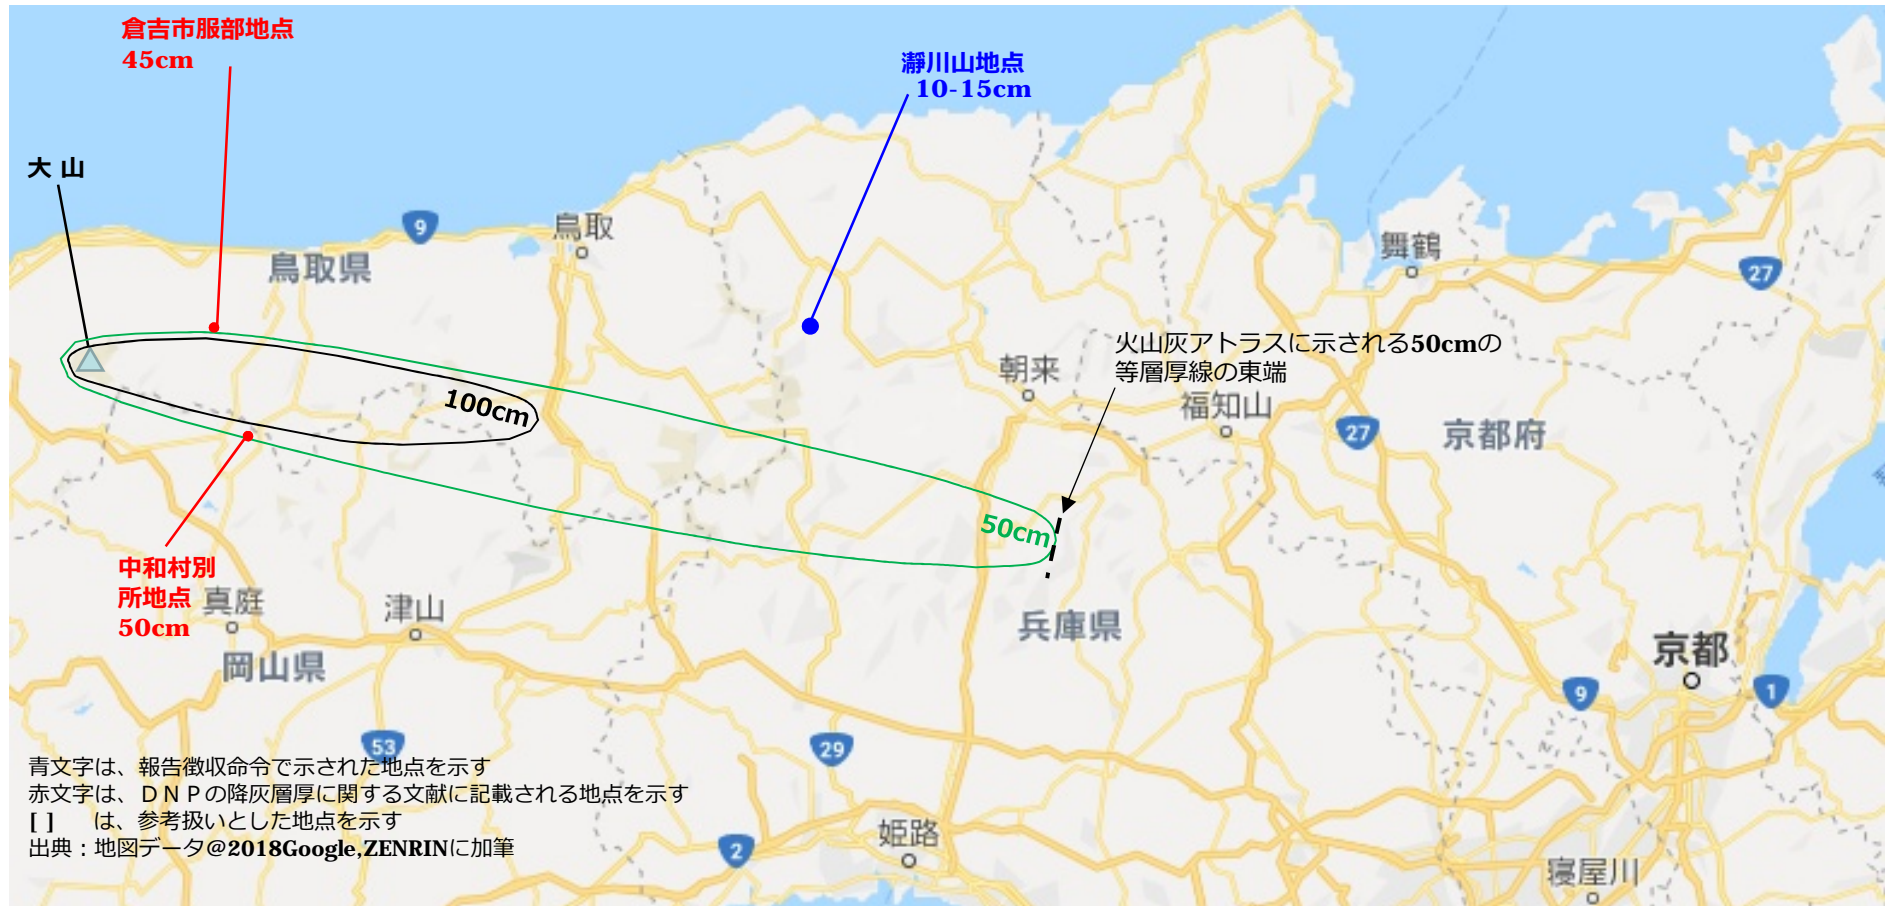 倉吉市服部地点
45cm
瀞川山地点
10-15cm
大 山
9
鳥取
鳥取県
舞鶴
27
火山灰アトラスに示される50cmの
等層厚線の東端
朝来
100cm
福知山
27
京都府
50cm
中和村別
所地点
50cm
真庭
津山
兵庫県
岡山県
京都
9
1
53
29
青文字は、報告徴収命令で示された地点を示す
赤文字は、ＤＮＰの降灰層厚に関する文献に記載される地点を示す
[ ] は、参考扱いとした地点を示す
出典：地図データ@2018Google,ZENRINに加筆
2
姫路
寝屋川